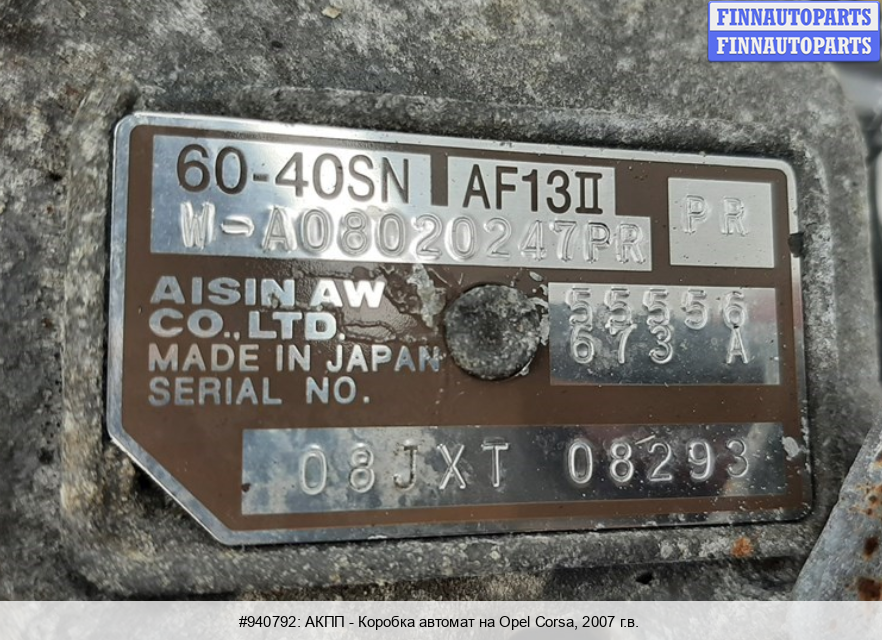 FINNAUTOPARTS
FINNAUTOPARTS
60-40SN AF13II
W-A08020247PR PR
AISIN AW
CO.,LTD.
55556
673 A
MADE IN JAPAN
SERIAL NO.
08JXT 08293
#940792: АКПП - Коробка автомат на Opel Corsa, 2007 г.в.